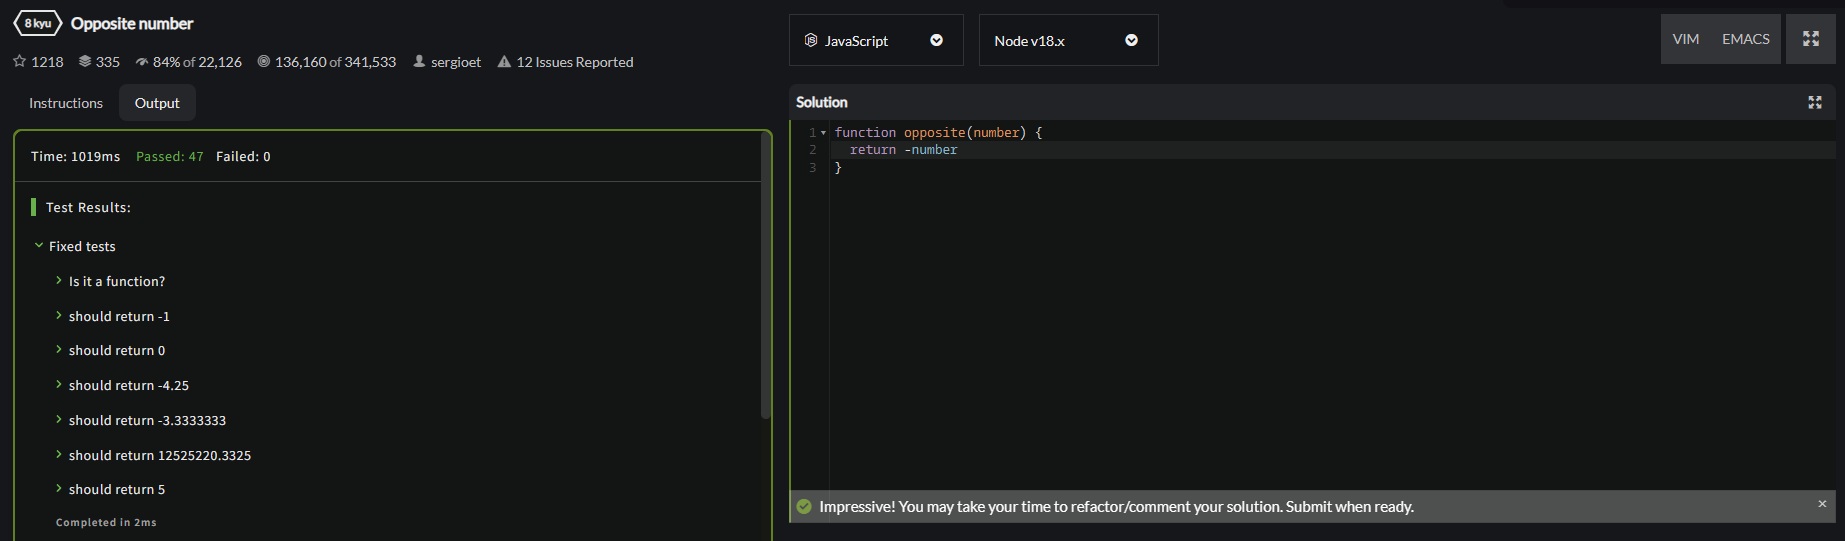 8 kyu Opposite number
1218 335 84% of 22,126 136,160 of 341,533 sergioet 12 Issues Reported
Instructions Output
Time: 1019ms Passed: 47 Failed: 0
Test Results:
Fixed tests
Is it a function?
should return -1
should return 0
should return -4.25
should return -3.3333333
should return 12525220.3325
should return 5
Completed in 2ms
JavaScript Node v18.x VIM EMACS
Solution
1 function opposite(number) {
2 return -number
3 }
Impressive! You may take your time to refactor/comment your solution. Submit when ready.